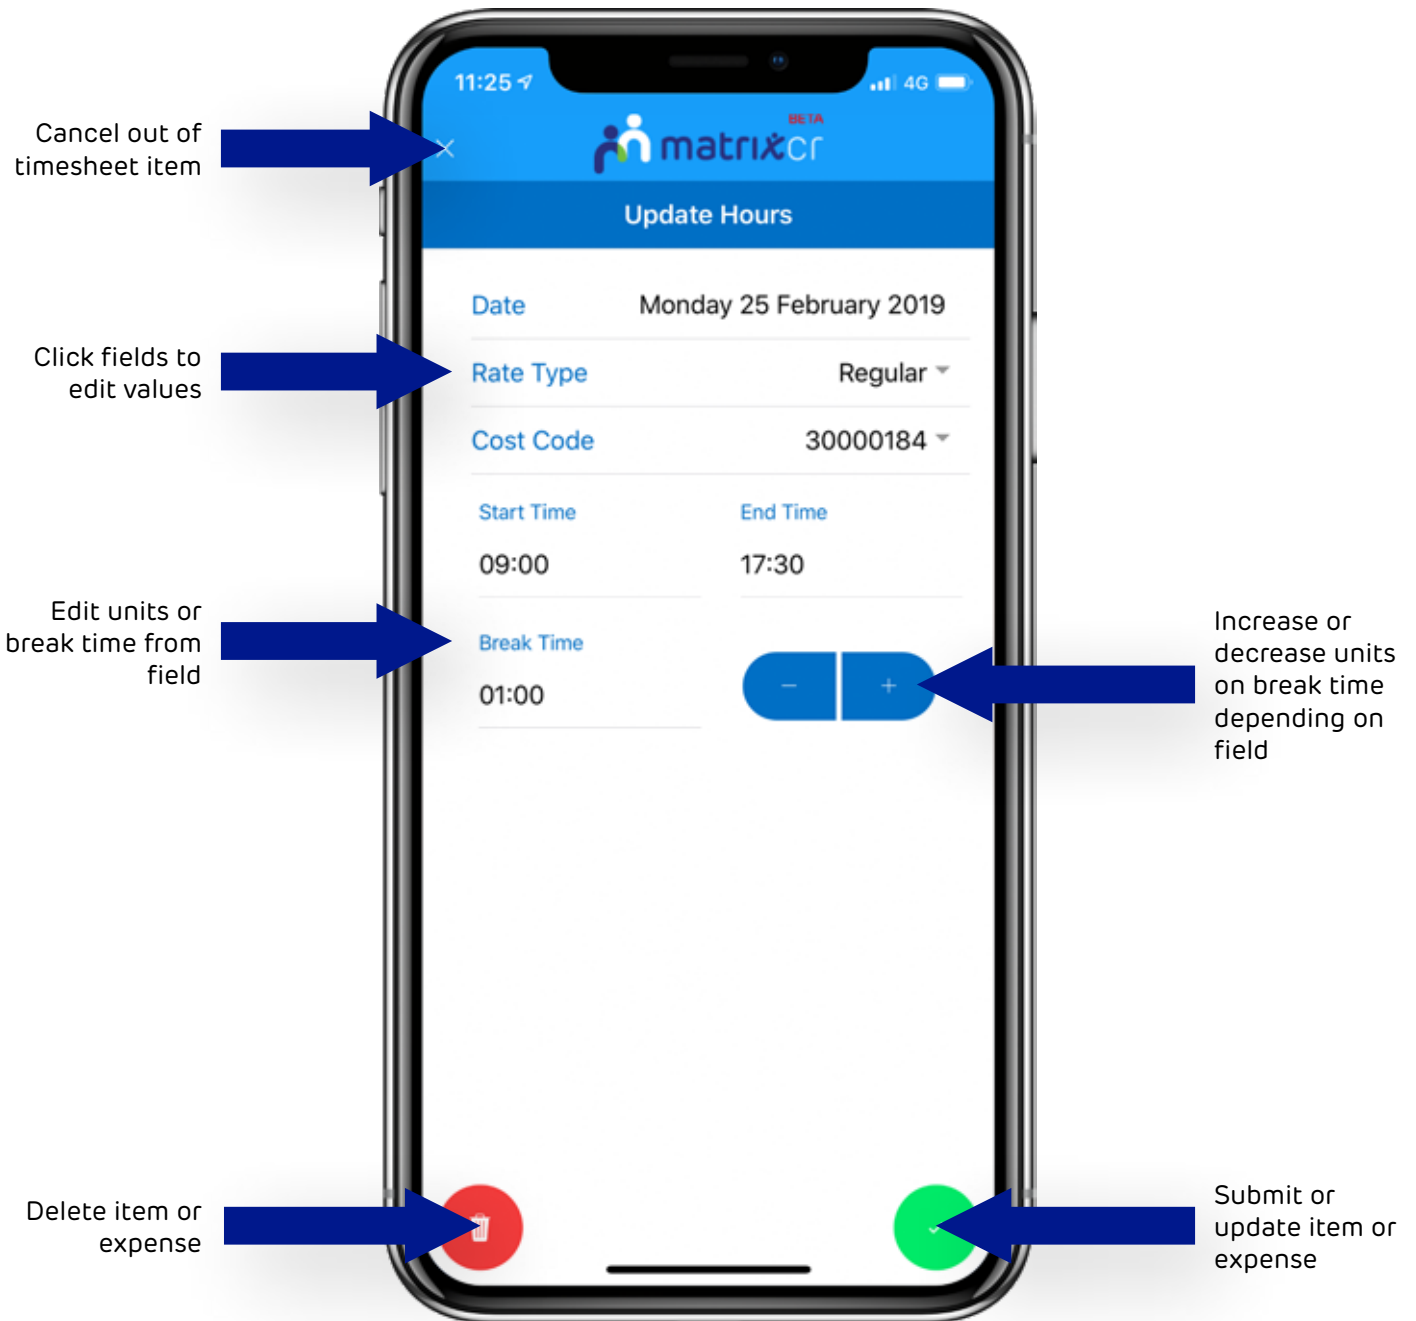 11:25
4G
BETA
matrixcr
Cancel out of
timesheet item
Update Hours
Date Monday 25 February 2019
Click fields to
edit values
Rate Type Regular
Cost Code 30000184
Start Time End Time
09:00 17:30
Edit units or
break time from
field
Break Time
01:00
− +
Increase or
decrease units
on break time
depending on
field
Delete item or
expense
Submit or
update item or
expense